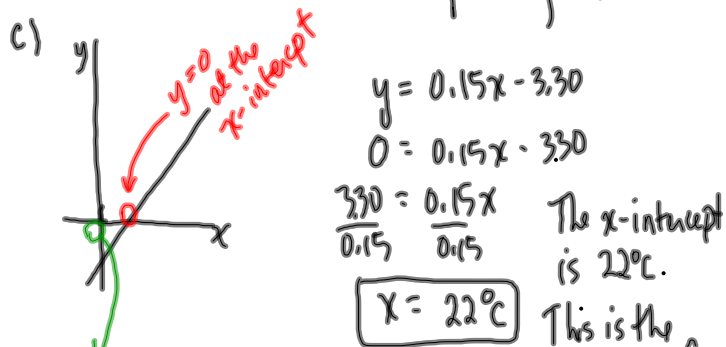 c)
y
y=0
at the
x-intercept
x
y = 0.15x - 3.30
0 = 0.15x - 3.30
3.30 = 0.15x
0.15 0.15
x = 22°C
The x-intercept
is 22°C.
This is the